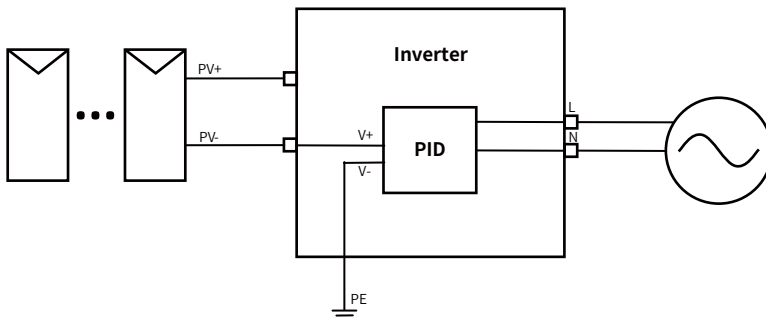 Inverter
PV+
L
V+
N
PV-
PID
V-
PE